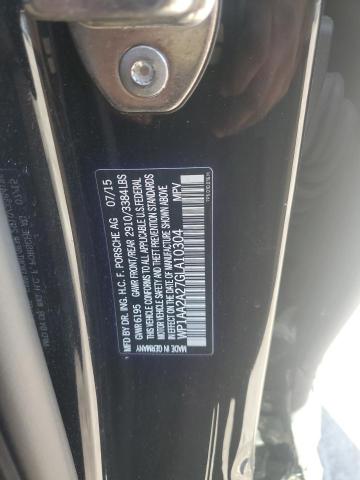 MFD BY DR. ING. H.C. F. PORSCHE AG 07/15
GVWR 6195 GAWR FRONT/REAR 2910/3384LBS
THIS VEHICLE CONFORMS TO ALL APPLICABLE U.S. FEDERAL
MOTOR VEHICLE SAFETY, BUMPER AND THEFT PREVENTION STANDARDS
IN EFFECT ON THE DATE OF MANUFACTURE SHOWN ABOVE
WP1AA2A27GLA10304 MPV
MADE IN GERMANY